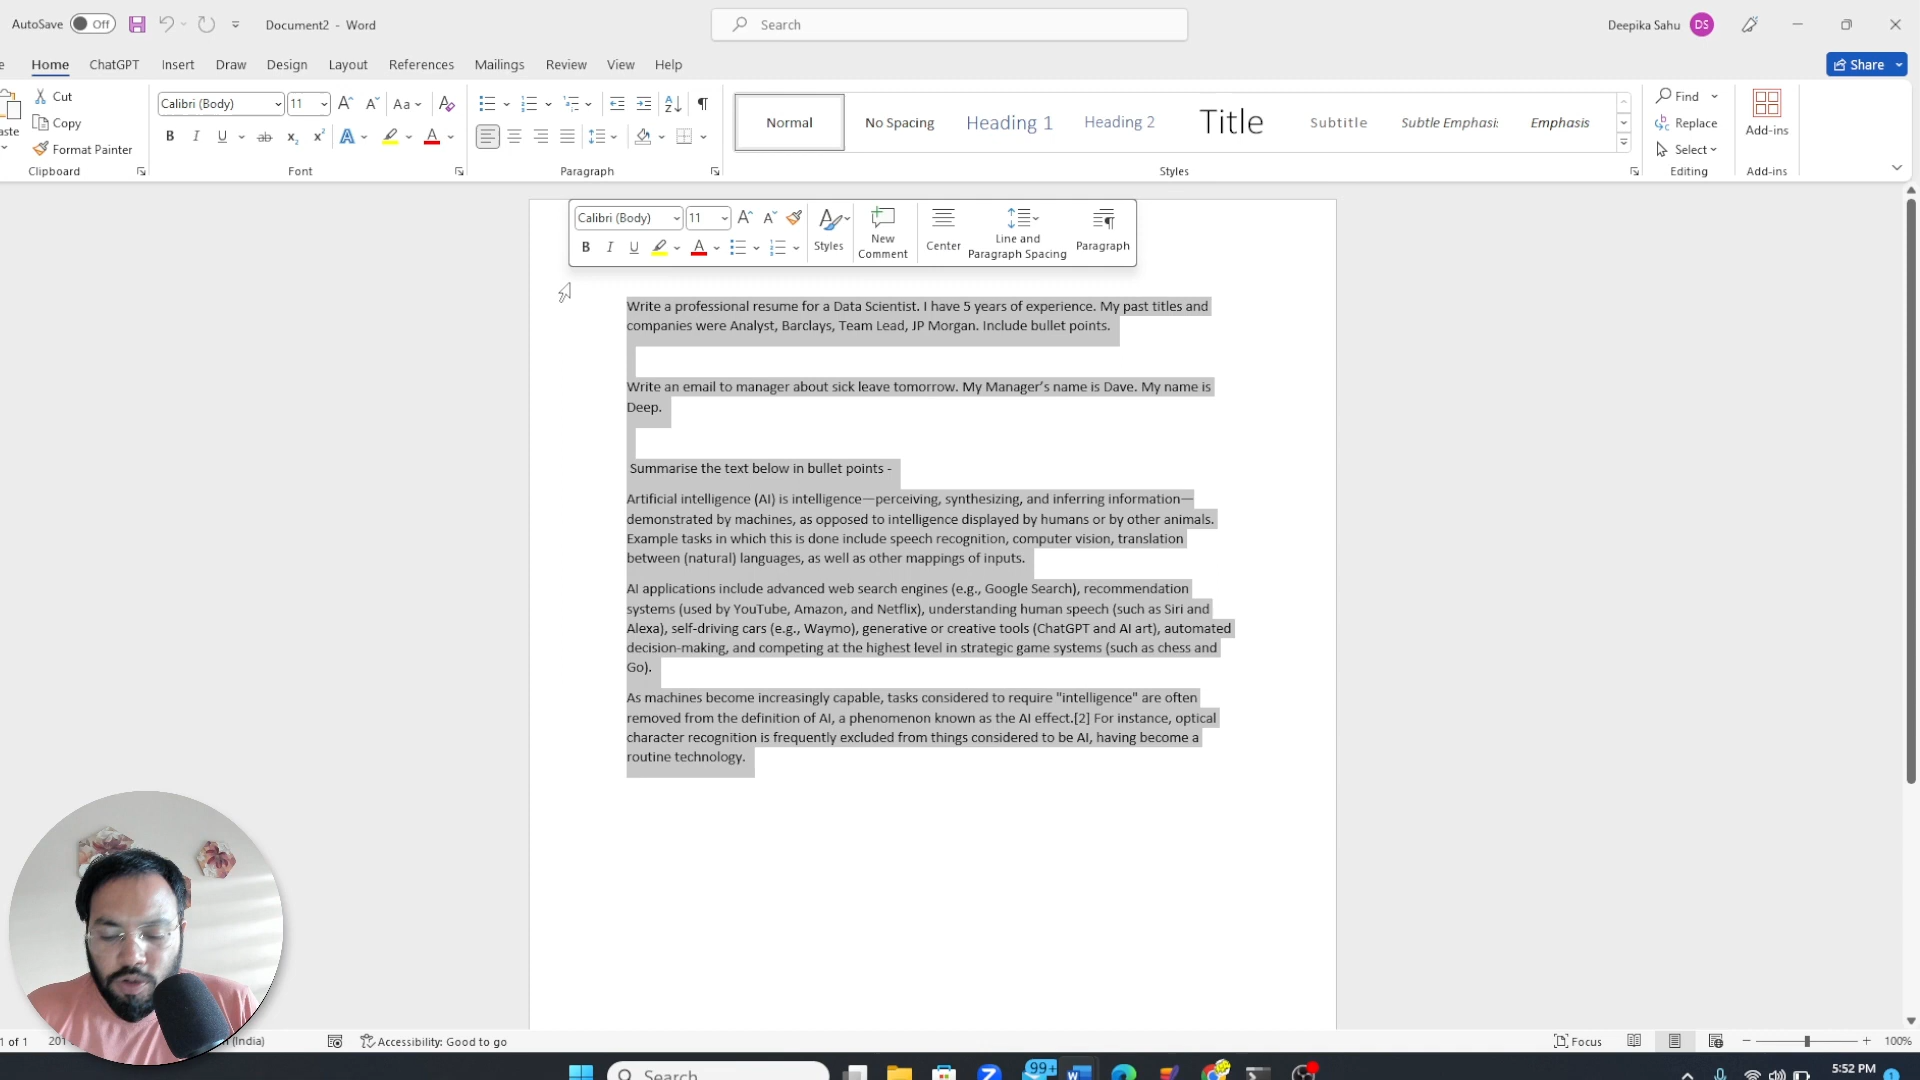 AutoSave Off Document2 - Word Search Deepika Sahu DS
Home ChatGPT Insert Draw Design Layout References Mailings Review View Help Share
Cut
Copy
Format Painter
Clipboard
Calibri (Body) 11 Aa
Font
Paragraph
Normal No Spacing Heading 1 Heading 2 Title Subtitle Subtle Emphasis Emphasis
Styles
Find
Replace
Select
Editing
Add-ins
Add-ins
Calibri (Body) 11
Styles
New Comment
Center
Line and Paragraph Spacing
Paragraph
Write a professional resume for a Data Scientist. I have 5 years of experience. My past titles and
companies were Analyst, Barclays, Team Lead, JP Morgan. Include bullet points.
Write an email to manager about sick leave tomorrow. My Manager’s name is Dave. My name is
Deep.
Summarise the text below in bullet points -
Artificial intelligence (AI) is intelligence—perceiving, synthesizing, and inferring information—
demonstrated by machines, as opposed to intelligence displayed by humans or by other animals.
Example tasks in which this is done include speech recognition, computer vision, translation
between (natural) languages, as well as other mappings of inputs.
AI applications include advanced web search engines (e.g., Google Search), recommendation
systems (used by YouTube, Amazon, and Netflix), understanding human speech (such as Siri and
Alexa), self-driving cars (e.g., Waymo), generative or creative tools (ChatGPT and AI art), automated
decision-making, and competing at the highest level in strategic game systems (such as chess and
Go).
As machines become increasingly capable, tasks considered to require "intelligence" are often
removed from the definition of AI, a phenomenon known as the AI effect.[2] For instance, optical
character recognition is frequently excluded from things considered to be AI, having become a
routine technology.
1 of 1 201 (India) Accessibility: Good to go Focus 100%
Search 99+ 5:52 PM